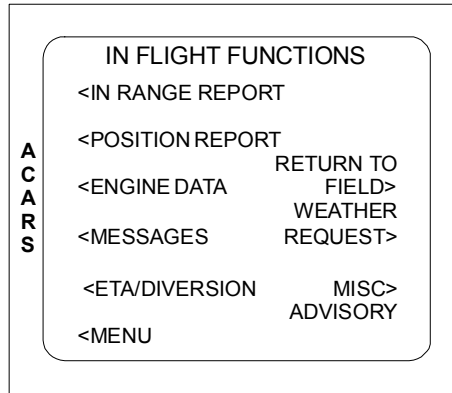 IN FLIGHT FUNCTIONS
<IN RANGE REPORT
<POSITION REPORT
RETURN TO
<ENGINE DATA FIELD>
WEATHER
<MESSAGES REQUEST>
<ETA/DIVERSION MISC>
ADVISORY
<MENU
ACARS